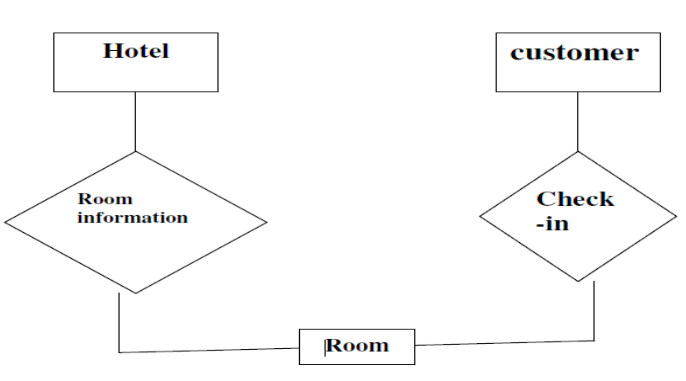 Hotel
customer
Room
information
Check
-in
Room